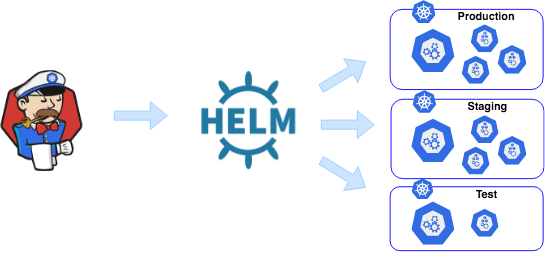 Production
HELM
Staging
Test